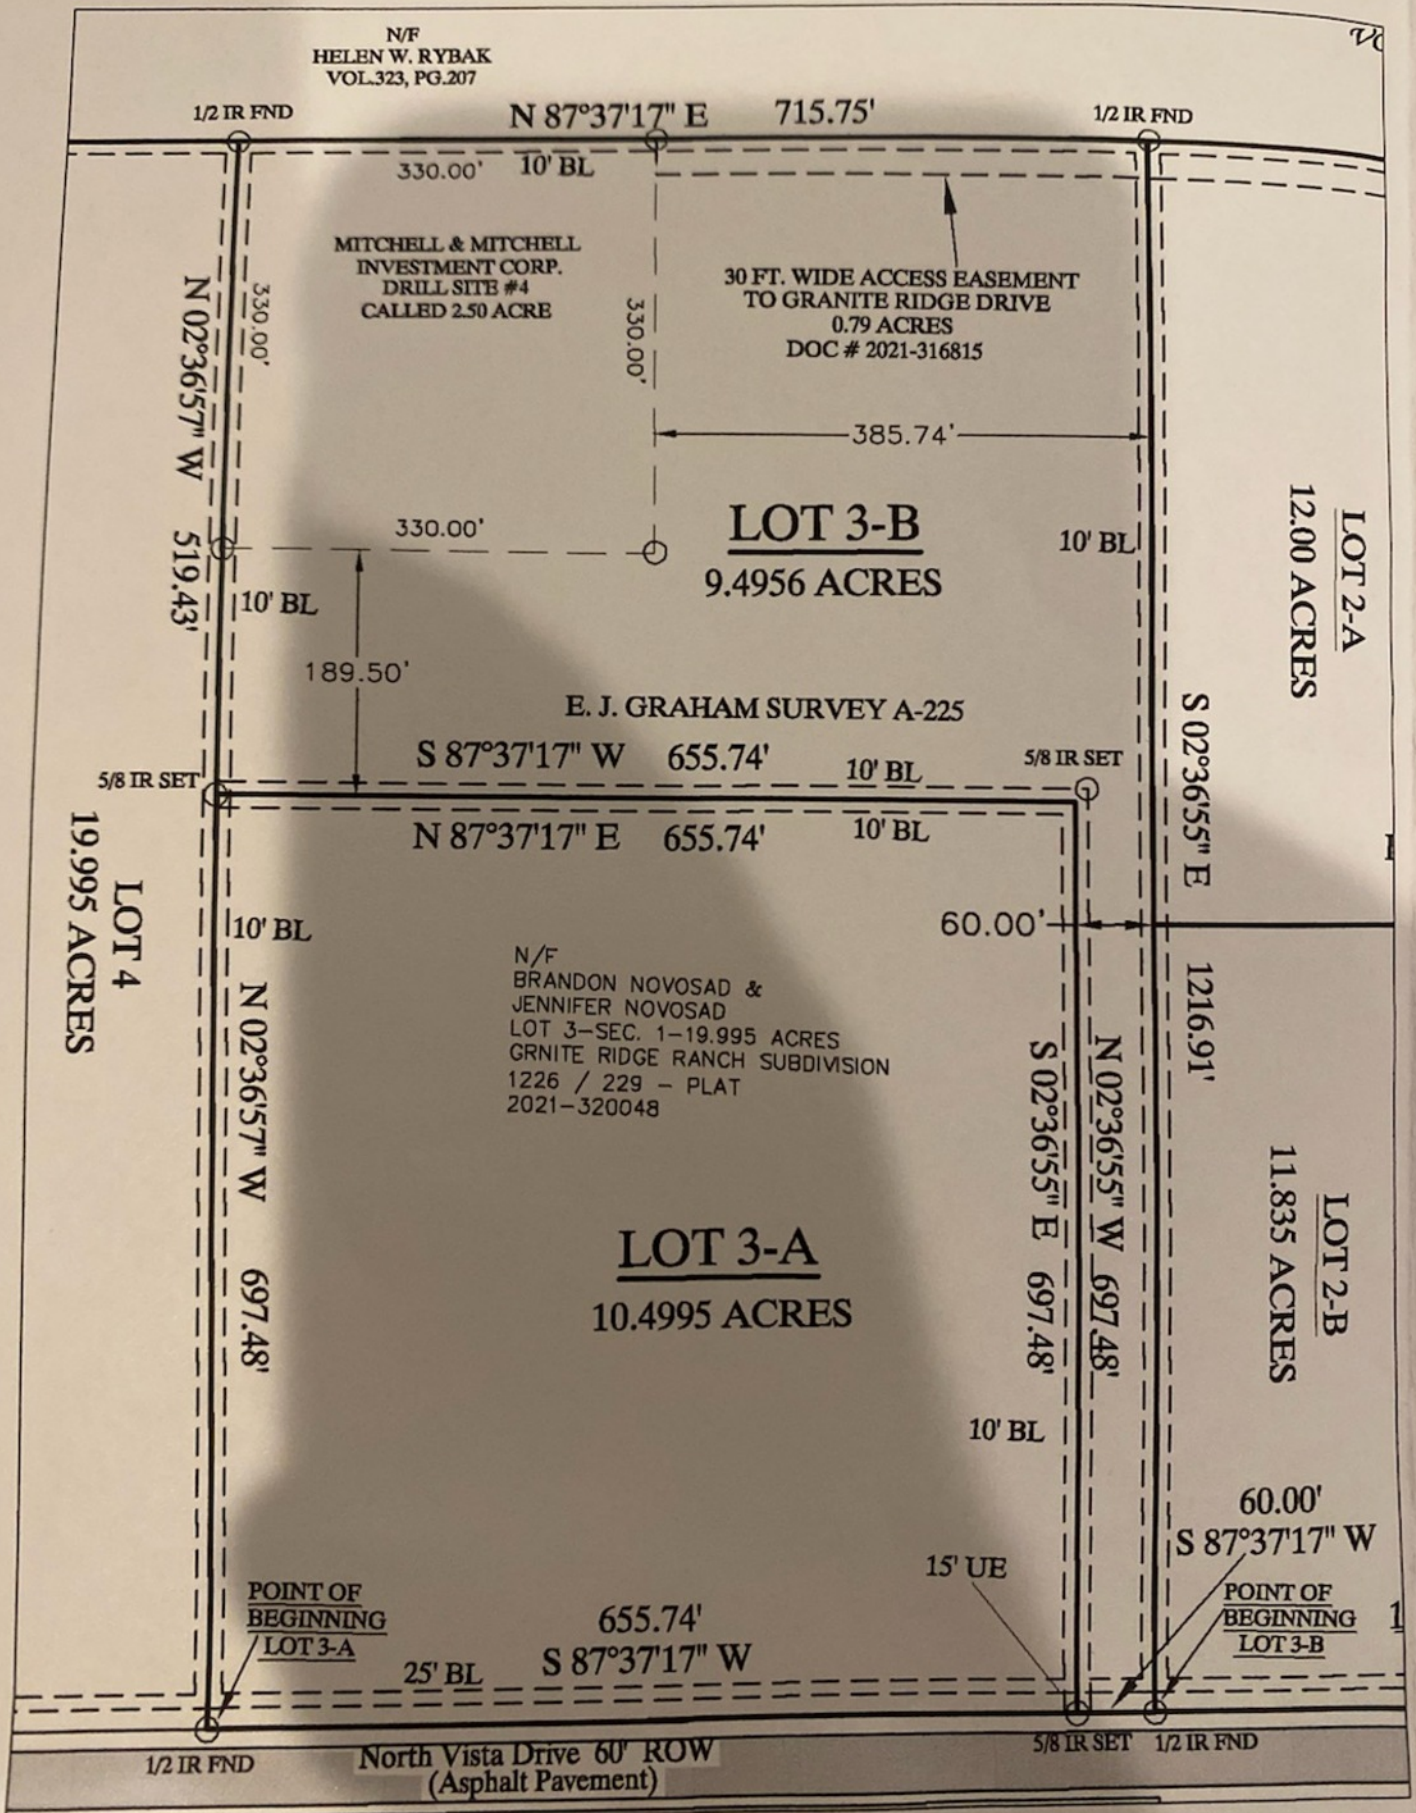 N/F
HELEN W. RYBAK
VOL.323, PG.207
1/2 IR FND
N 87°37'17" E 715.75'
1/2 IR FND
330.00' 10' BL
MITCHELL & MITCHELL
INVESTMENT CORP.
DRILL SITE #4
CALLED 2.50 ACRE
30 FT. WIDE ACCESS EASEMENT
TO GRANITE RIDGE DRIVE
0.79 ACRES
DOC # 2021-316815
N 02°36'57" W 519.43'
330.00'
330.00'
385.74'
330.00'
LOT 3-B
9.4956 ACRES
10' BL
10' BL
LOT 2-A
12.00 ACRES
189.50'
E. J. GRAHAM SURVEY A-225
S 87°37'17" W 655.74' 10' BL
5/8 IR SET
5/8 IR SET
N 87°37'17" E 655.74' 10' BL
S 02°36'55" E 1216.91'
LOT 4
19.995 ACRES
10' BL
60.00'
N/F
BRANDON NOVOSAD &
JENNIFER NOVOSAD
LOT 3-SEC. 1-19.995 ACRES
GRNITE RIDGE RANCH SUBDIVISION
1226 / 229 - PLAT
2021-320048
N 02°36'57" W 697.48'
S 02°36'55" E 697.48'
N 02°36'55" W 697.48'
LOT 3-A
10.4995 ACRES
LOT 2-B
11.835 ACRES
10' BL
60.00'
S 87°37'17" W
15' UE
POINT OF
BEGINNING
LOT 3-A
655.74'
S 87°37'17" W
25' BL
POINT OF
BEGINNING
LOT 3-B
1/2 IR FND
North Vista Drive 60' ROW
(Asphalt Pavement)
5/8 IR SET
1/2 IR FND